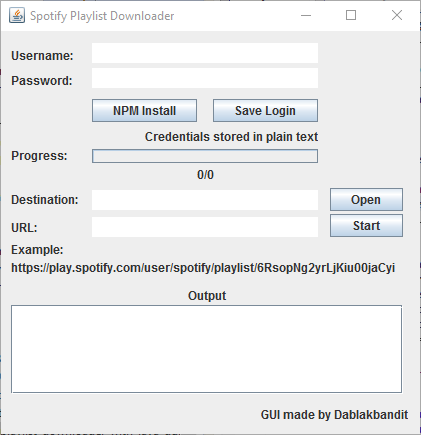 Spotify Playlist Downloader
Username:
Password:
NPM Install Save Login
Credentials stored in plain text
Progress:
0/0
Destination: Open
URL: Start
Example:
https://play.spotify.com/user/spotify/playlist/6RsopNg2yrLjKiu00jaCyi
Output
GUI made by Dablakbandit